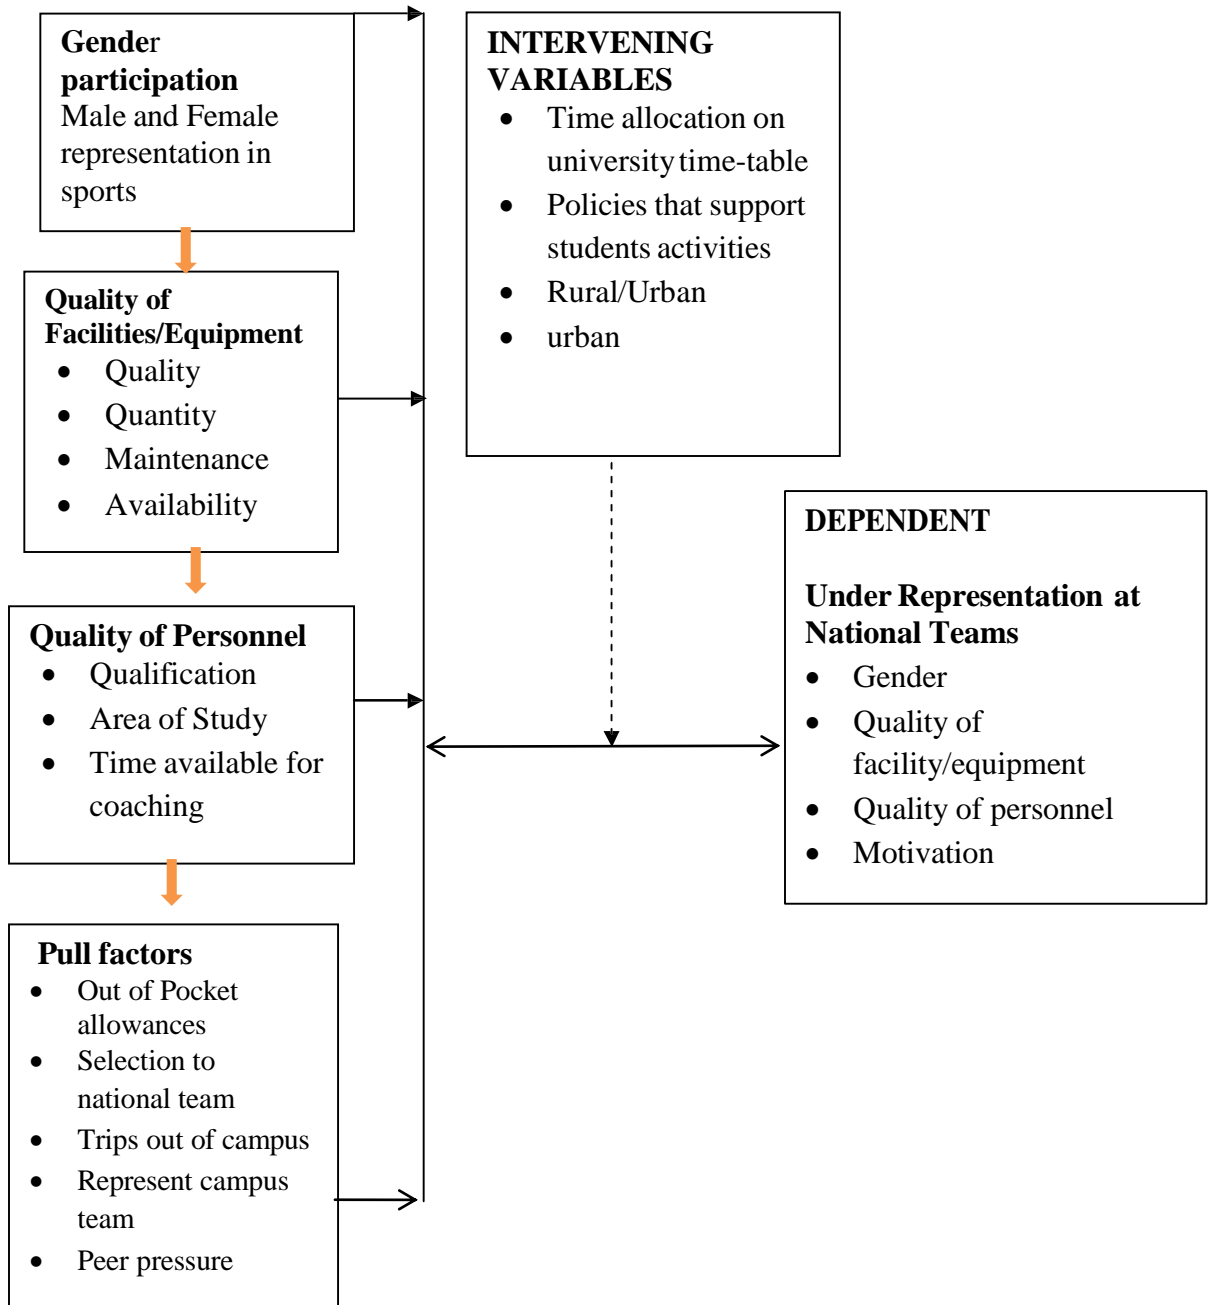 Gender
participation
Male and Female
representation in
sports
Quality of
Facilities/Equipment
• Quality
• Quantity
• Maintenance
• Availability
Quality of Personnel
• Qualification
• Area of Study
• Time available for
coaching
Pull factors
• Out of Pocket
allowances
• Selection to
national team
• Trips out of campus
• Represent campus
team
• Peer pressure
INTERVENING
VARIABLES
• Time allocation on
university time-table
• Policies that support
students activities
• Rural/Urban
• urban
DEPENDENT
Under Representation at
National Teams
• Gender
• Quality of
facility/equipment
• Quality of personnel
• Motivation